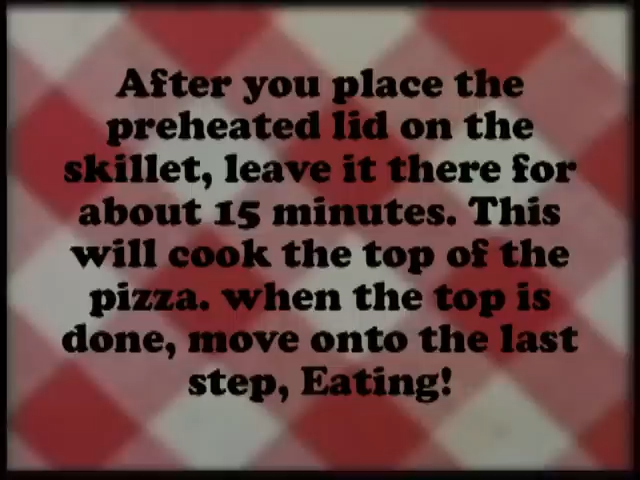 After you place the
preheated lid on the
skillet, leave it there for
about 15 minutes. This
will cook the top of the
pizza. when the top is
done, move onto the last
step, Eating!